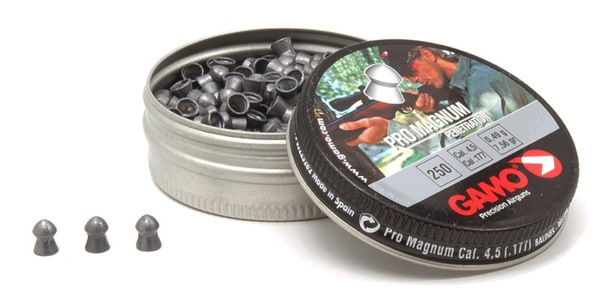 PRO MAGNUM
PENETRATION
250
Cal. 4,5
Cal .177
0,49 g
7.56 gr
GAMO
Precision Airguns
www.gamo.com
Made in Spain
Pro Magnum Cal. 4,5 (.177)
BALINES